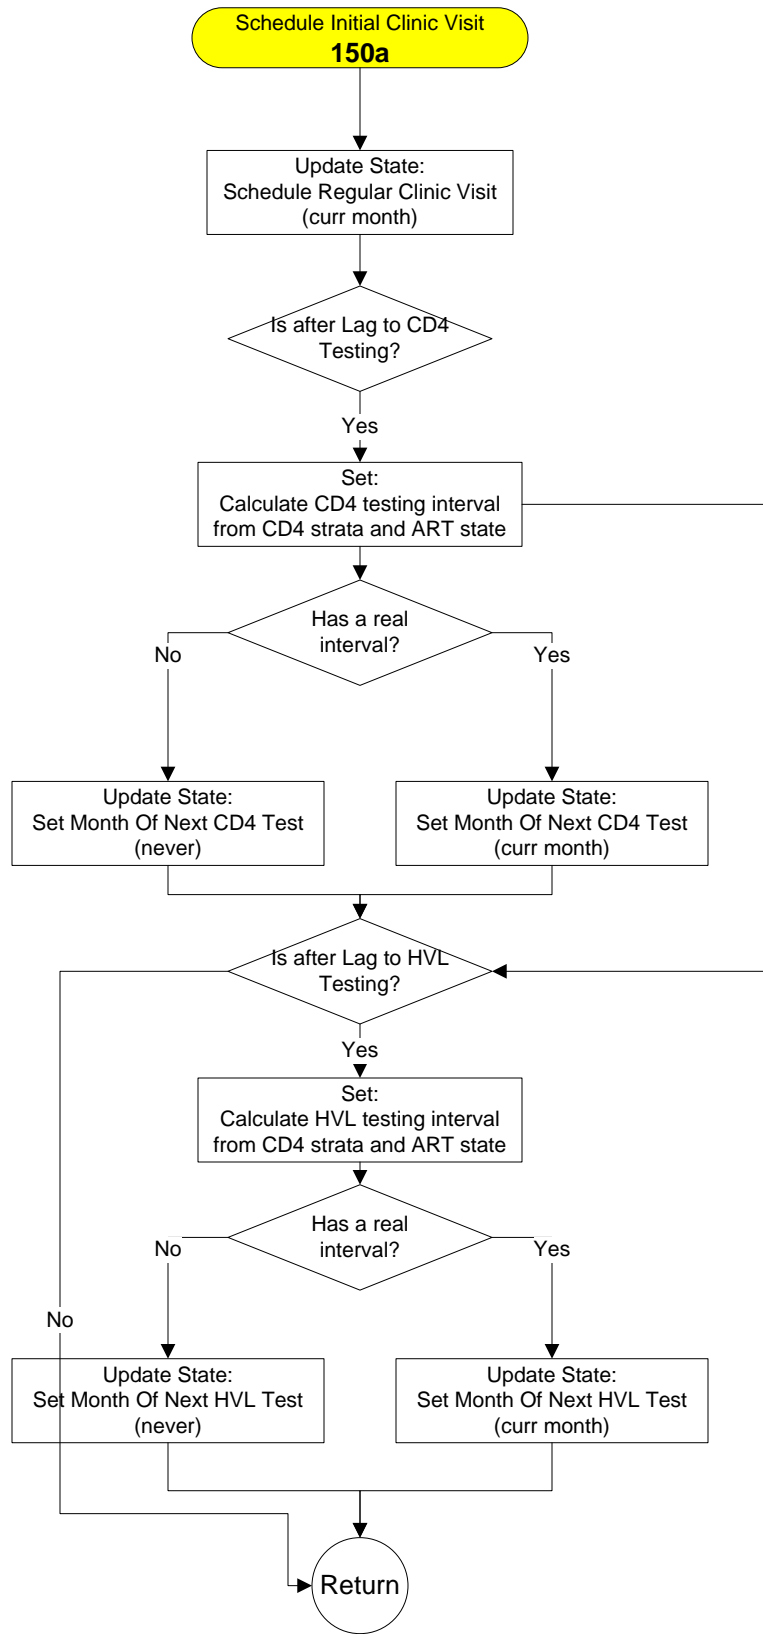 Schedule Initial Clinic Visit
150a
Update State:
Schedule Regular Clinic Visit
(curr month)
Is after Lag to CD4
Testing?
Yes
Set:
Calculate CD4 testing interval
from CD4 strata and ART state
Has a real
interval?
No
Yes
Update State:
Set Month Of Next CD4 Test
(never)
Update State:
Set Month Of Next CD4 Test
(curr month)
Is after Lag to HVL
Testing?
Yes
Set:
Calculate HVL testing interval
from CD4 strata and ART state
Has a real
interval?
No
Yes
No
Update State:
Set Month Of Next HVL Test
(never)
Update State:
Set Month Of Next HVL Test
(curr month)
Return